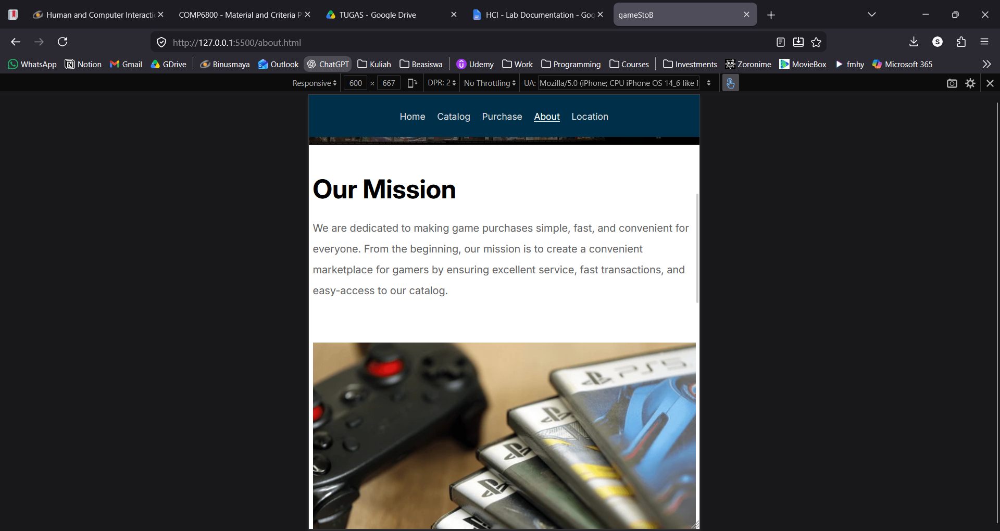 Human and Computer Interacti
COMP6800 - Material and Criteria P
TUGAS - Google Drive
HCI - Lab Documentation - Goo
gameStoB
http://127.0.0.1:5500/about.html
S
WhatsApp
Notion
Gmail
GDrive
Binusmaya
Outlook
ChatGPT
Kuliah
Beasiswa
Udemy
Work
Programming
Courses
Investments
Zoronime
MovieBox
fmhy
Microsoft 365
Responsive
600 × 667
DPR: 2
No Throttling
UA: Mozilla/5.0 (iPhone; CPU iPhone OS 14_6 like
Home Catalog Purchase About Location
Our Mission
We are dedicated to making game purchases simple, fast, and convenient for
everyone. From the beginning, our mission is to create a convenient
marketplace for gamers by ensuring excellent service, fast transactions, and
easy-access to our catalog.
PS5